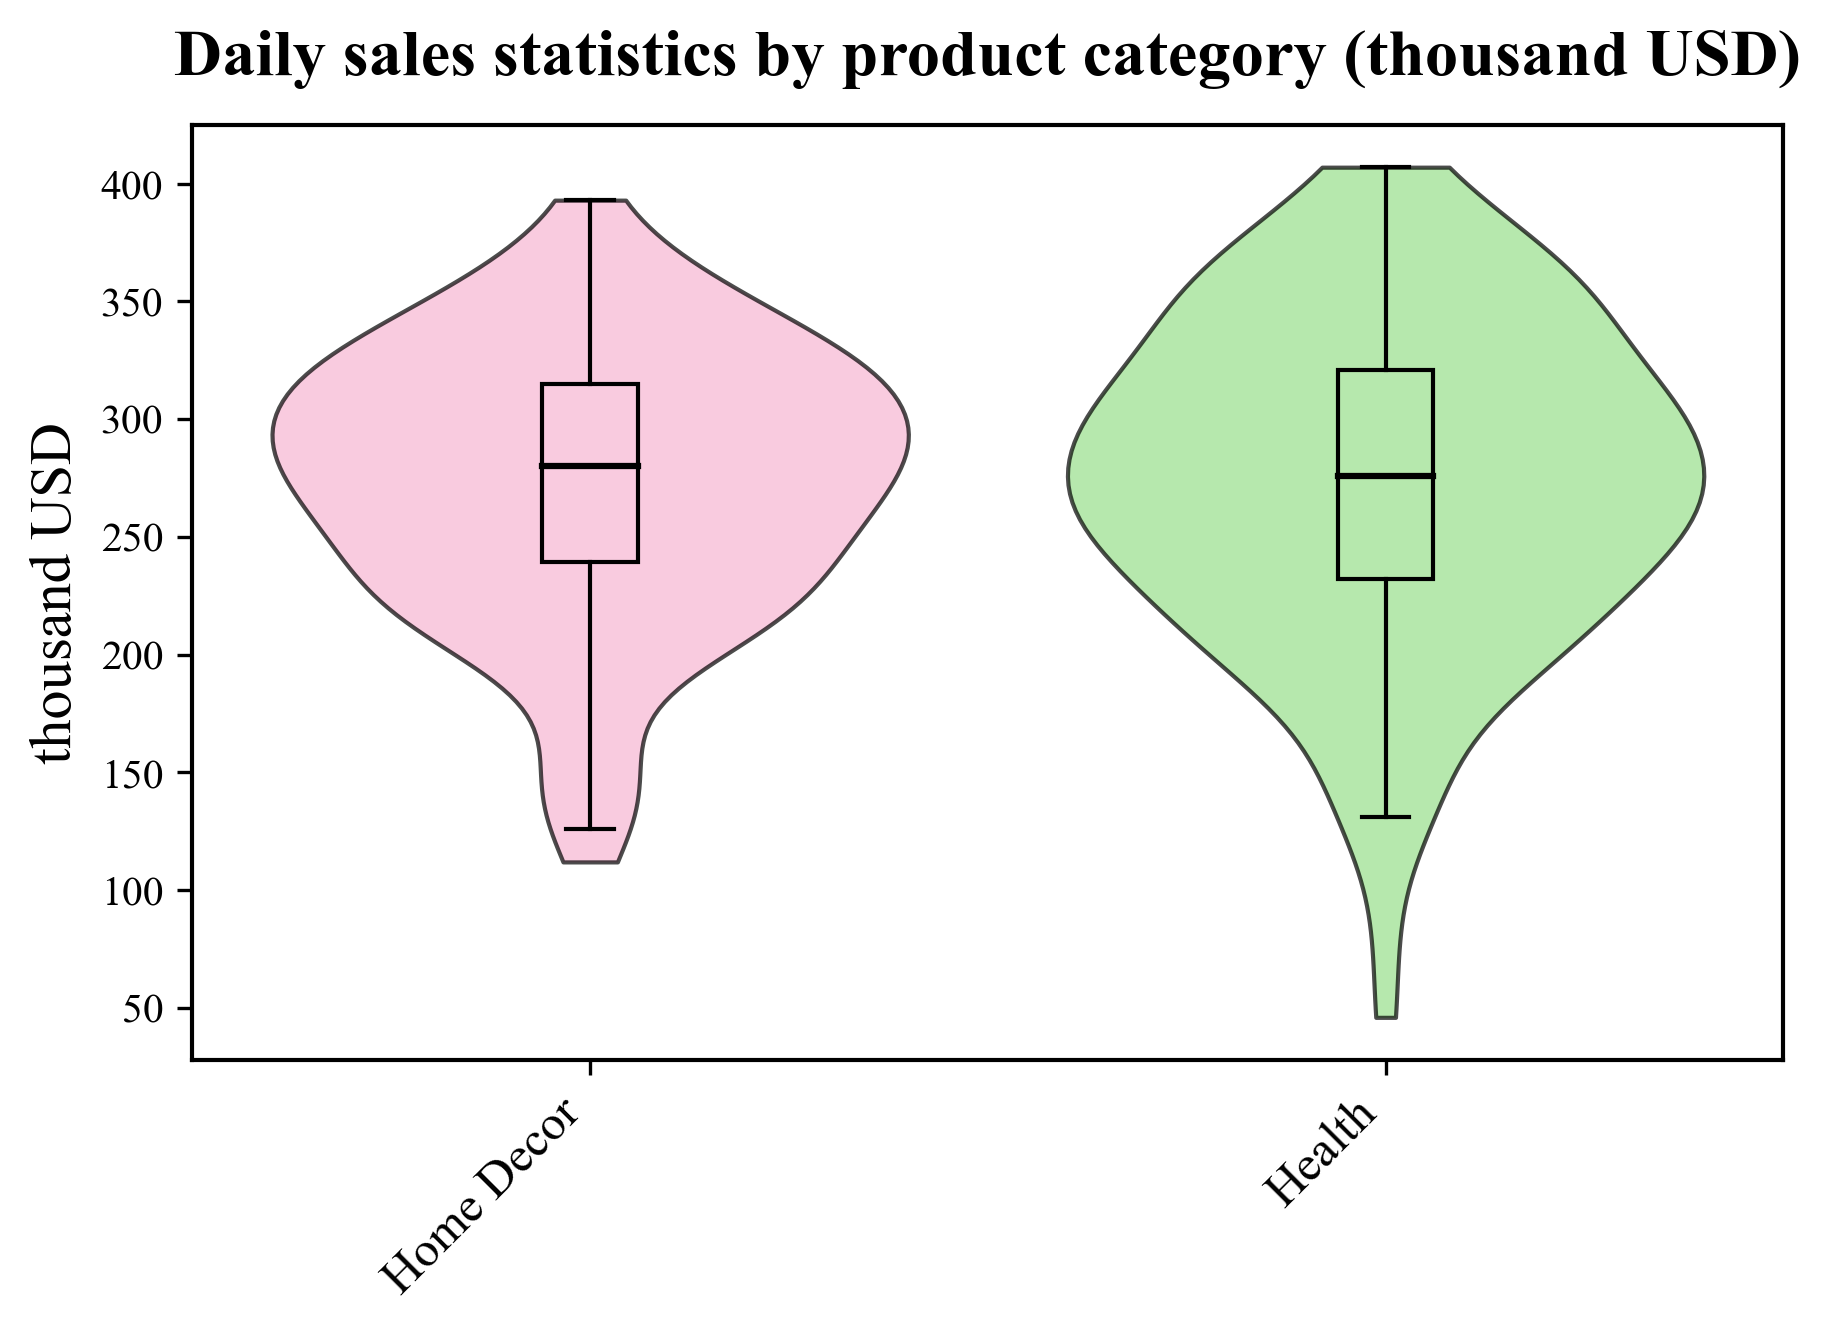 Daily sales statistics by product category (thousand USD)
thousand USD
400
350
300
250
200
150
100
50
Home Decor
Health